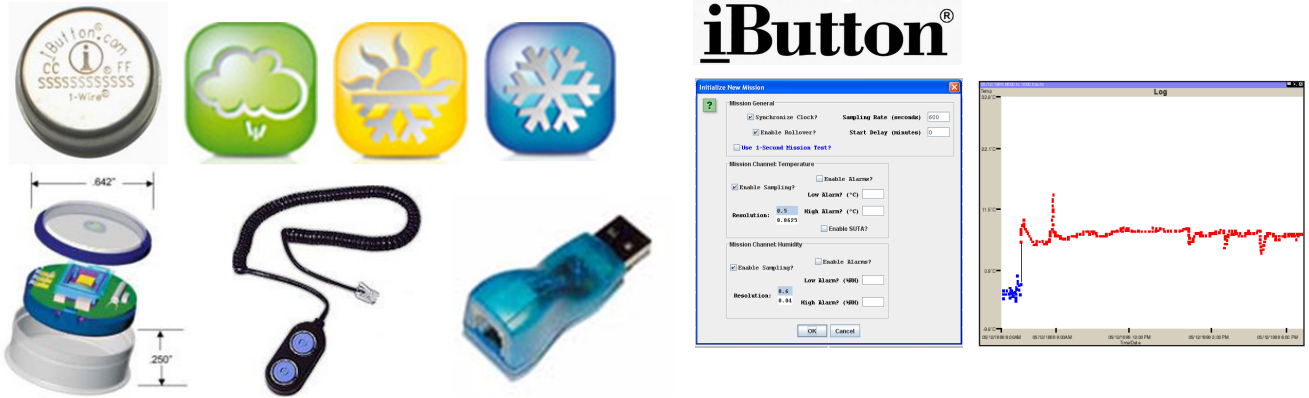 iButton.com
CC ® FF
SSSSSSSSSSSS
1-Wire®
.642"
.250"
iButton®
Initialize New Mission
?
Mission General
Synchronize Clock? Sampling Rate (seconds) 600
Enable Rollover? Start Delay (minutes) 0
Use 1-Second Mission Test?
Mission Channel: Temperature
Enable Alarms?
Enable Sampling?
Low Alarm? (°C)
Resolution: 0.5 High Alarm? (°C)
0.0625
Enable SUTA?
Mission Channel: Humidity
Enable Alarms?
Enable Sampling?
Low Alarm? (%RH)
Resolution: 0.6
0.04 High Alarm? (%RH)
OK Cancel
Log
Temp
Time/Date